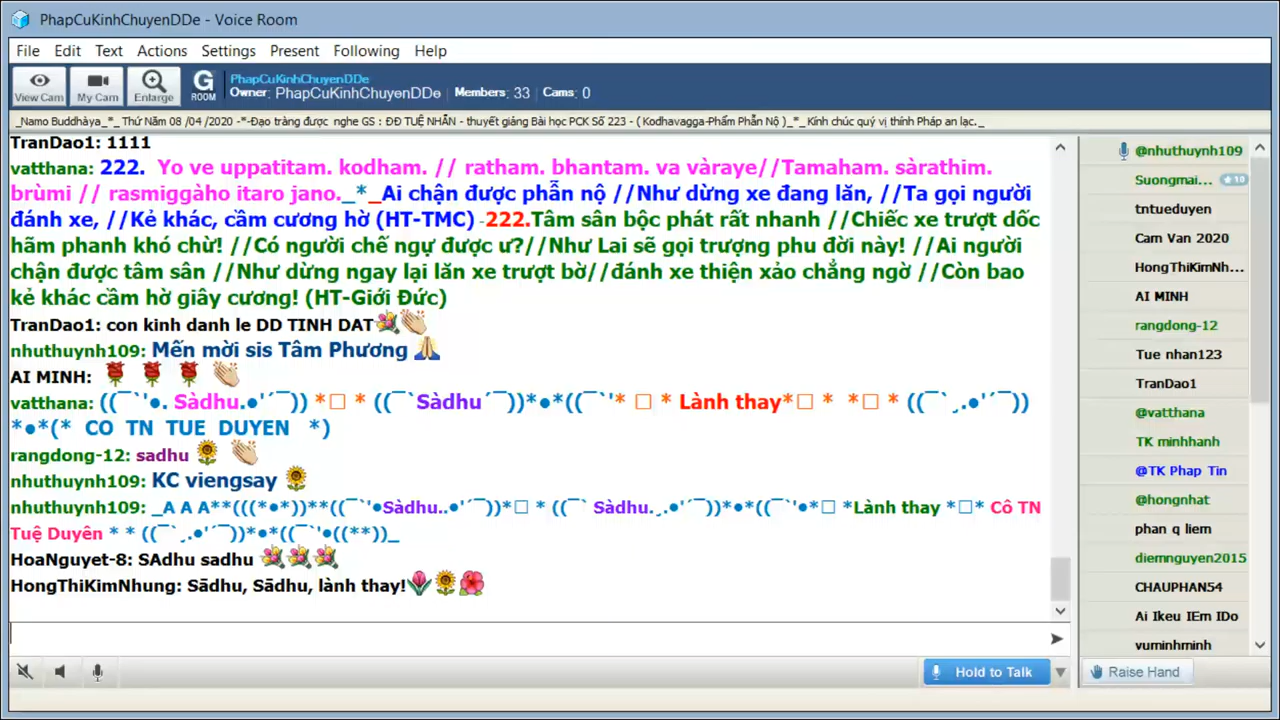 PhapCuKinhChuyenDDe - Voice Room
File Edit Text Actions Settings Present Following Help
View Cam
My Cam
Enlarge
G
ROOM
PhapCuKinhChuyenDDe
Owner: PhapCuKinhChuyenDDe Members: 33 Cams: 0
_Namo Buddhàya_*_ Thứ Năm 08 /04 /2020 -*-Đạo tràng được nghe GS : ĐĐ TUỆ NHẪN - thuyết giảng Bài học PCK Số 223 - ( Kodhavagga-Phẩm Phẫn Nộ )_*_Kính chúc quý vị thính Pháp an lạc._
TranDao1: 1111
vatthana: 222. Yo ve uppatitam. kodham. // ratham. bhantam. va vàraye//Tamaham. sàrathim.
brùmi // rasmiggàho itaro jano._*_Ai chận được phẫn nộ //Như dừng xe đang lăn, //Ta gọi người
đánh xe, //Kẻ khác, cầm cương hờ (HT-TMC) -222.Tâm sân bộc phát rất nhanh //Chiếc xe trượt dốc
hãm phanh khó chừ! //Có người chế ngự được ư?//Như Lai sẽ gọi trượng phu đời này! //Ai người
chận được tâm sân //Như dừng ngay lại lăn xe trượt bờ//đánh xe thiện xảo chẳng ngờ //Còn bao
kẻ khác cầm hờ giây cương! (HT-Giới Đức)
TranDao1: con kinh danh le DD TINH DAT💐👏
nhuthuynh109: Mến mời sis Tâm Phương 🙏
AI MINH: 🌹 🌹 🌹 👏
vatthana: ((¯`'●. Sàdhu.●'´¯)) *□ * ((¯`Sàdhu´¯))*●*((¯`'* □ * Lành thay*□ * *□ * ((¯`¸.●'´¯))
*●*(* CO TN TUE DUYEN *)
rangdong-12: sadhu 🌻 👏
nhuthuynh109: KC viengsay 🌻
nhuthuynh109: _A A A**(((*●*))**((¯`'●Sàdhu..●'´¯))*□ * ((¯` Sàdhu.¸.●'´¯))*●*((¯`'●*□ *Lành thay *□* Cô TN
Tuệ Duyên * * ((¯`¸.●'´¯))*●*((¯`'●((**))_
HoaNguyet-8: SAdhu sadhu 💐💐💐
HongThiKimNhung: Sādhu, Sādhu, lành thay!🌷🌻🌺
@nhuthuynh109
Suongmai... 10
tntueduyen
Cam Van 2020
HongThiKimNh...
AI MINH
rangdong-12
Tue nhan123
TranDao1
@vatthana
TK minhhanh
@TK Phap Tin
@hongnhat
phan q liem
diemnguyen2015
CHAUPHAN54
Ai Ikeu IEm IDo
vuminhminh
Hold to Talk
Raise Hand